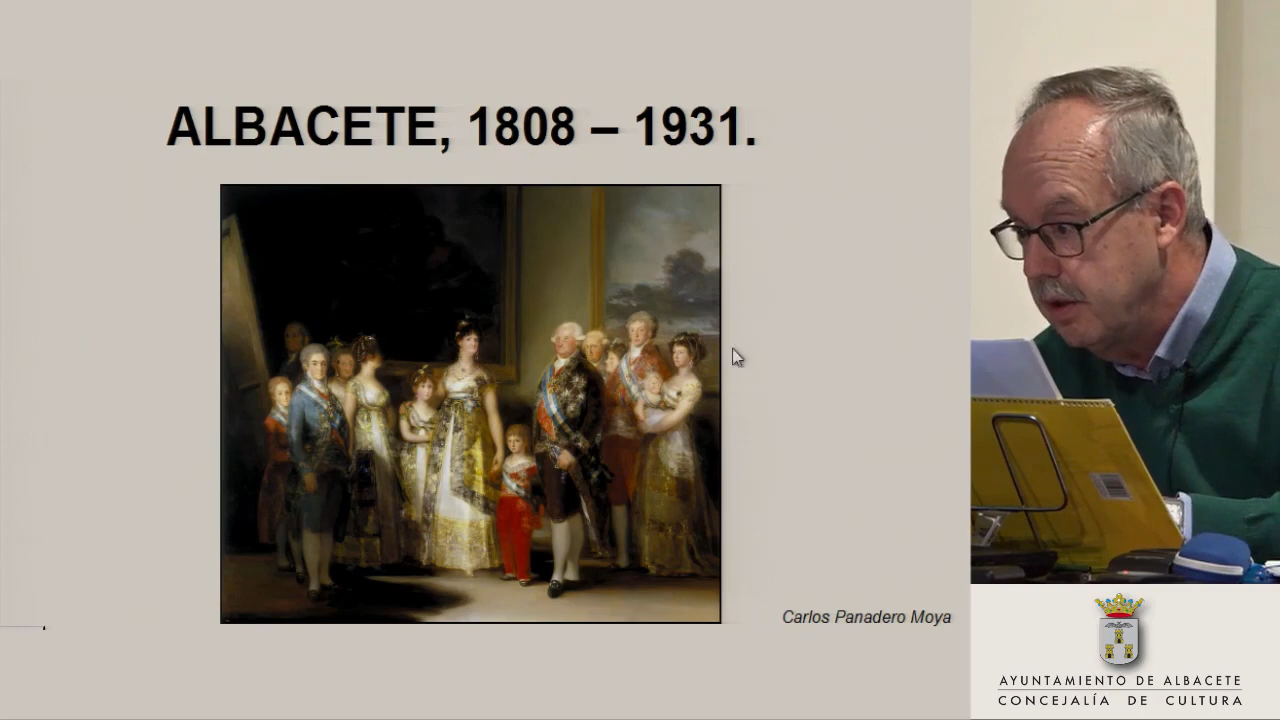 ALBACETE, 1808 – 1931.
Carlos Panadero Moya
AYUNTAMIENTO DE ALBACETE
CONCEJALÍA DE CULTURA